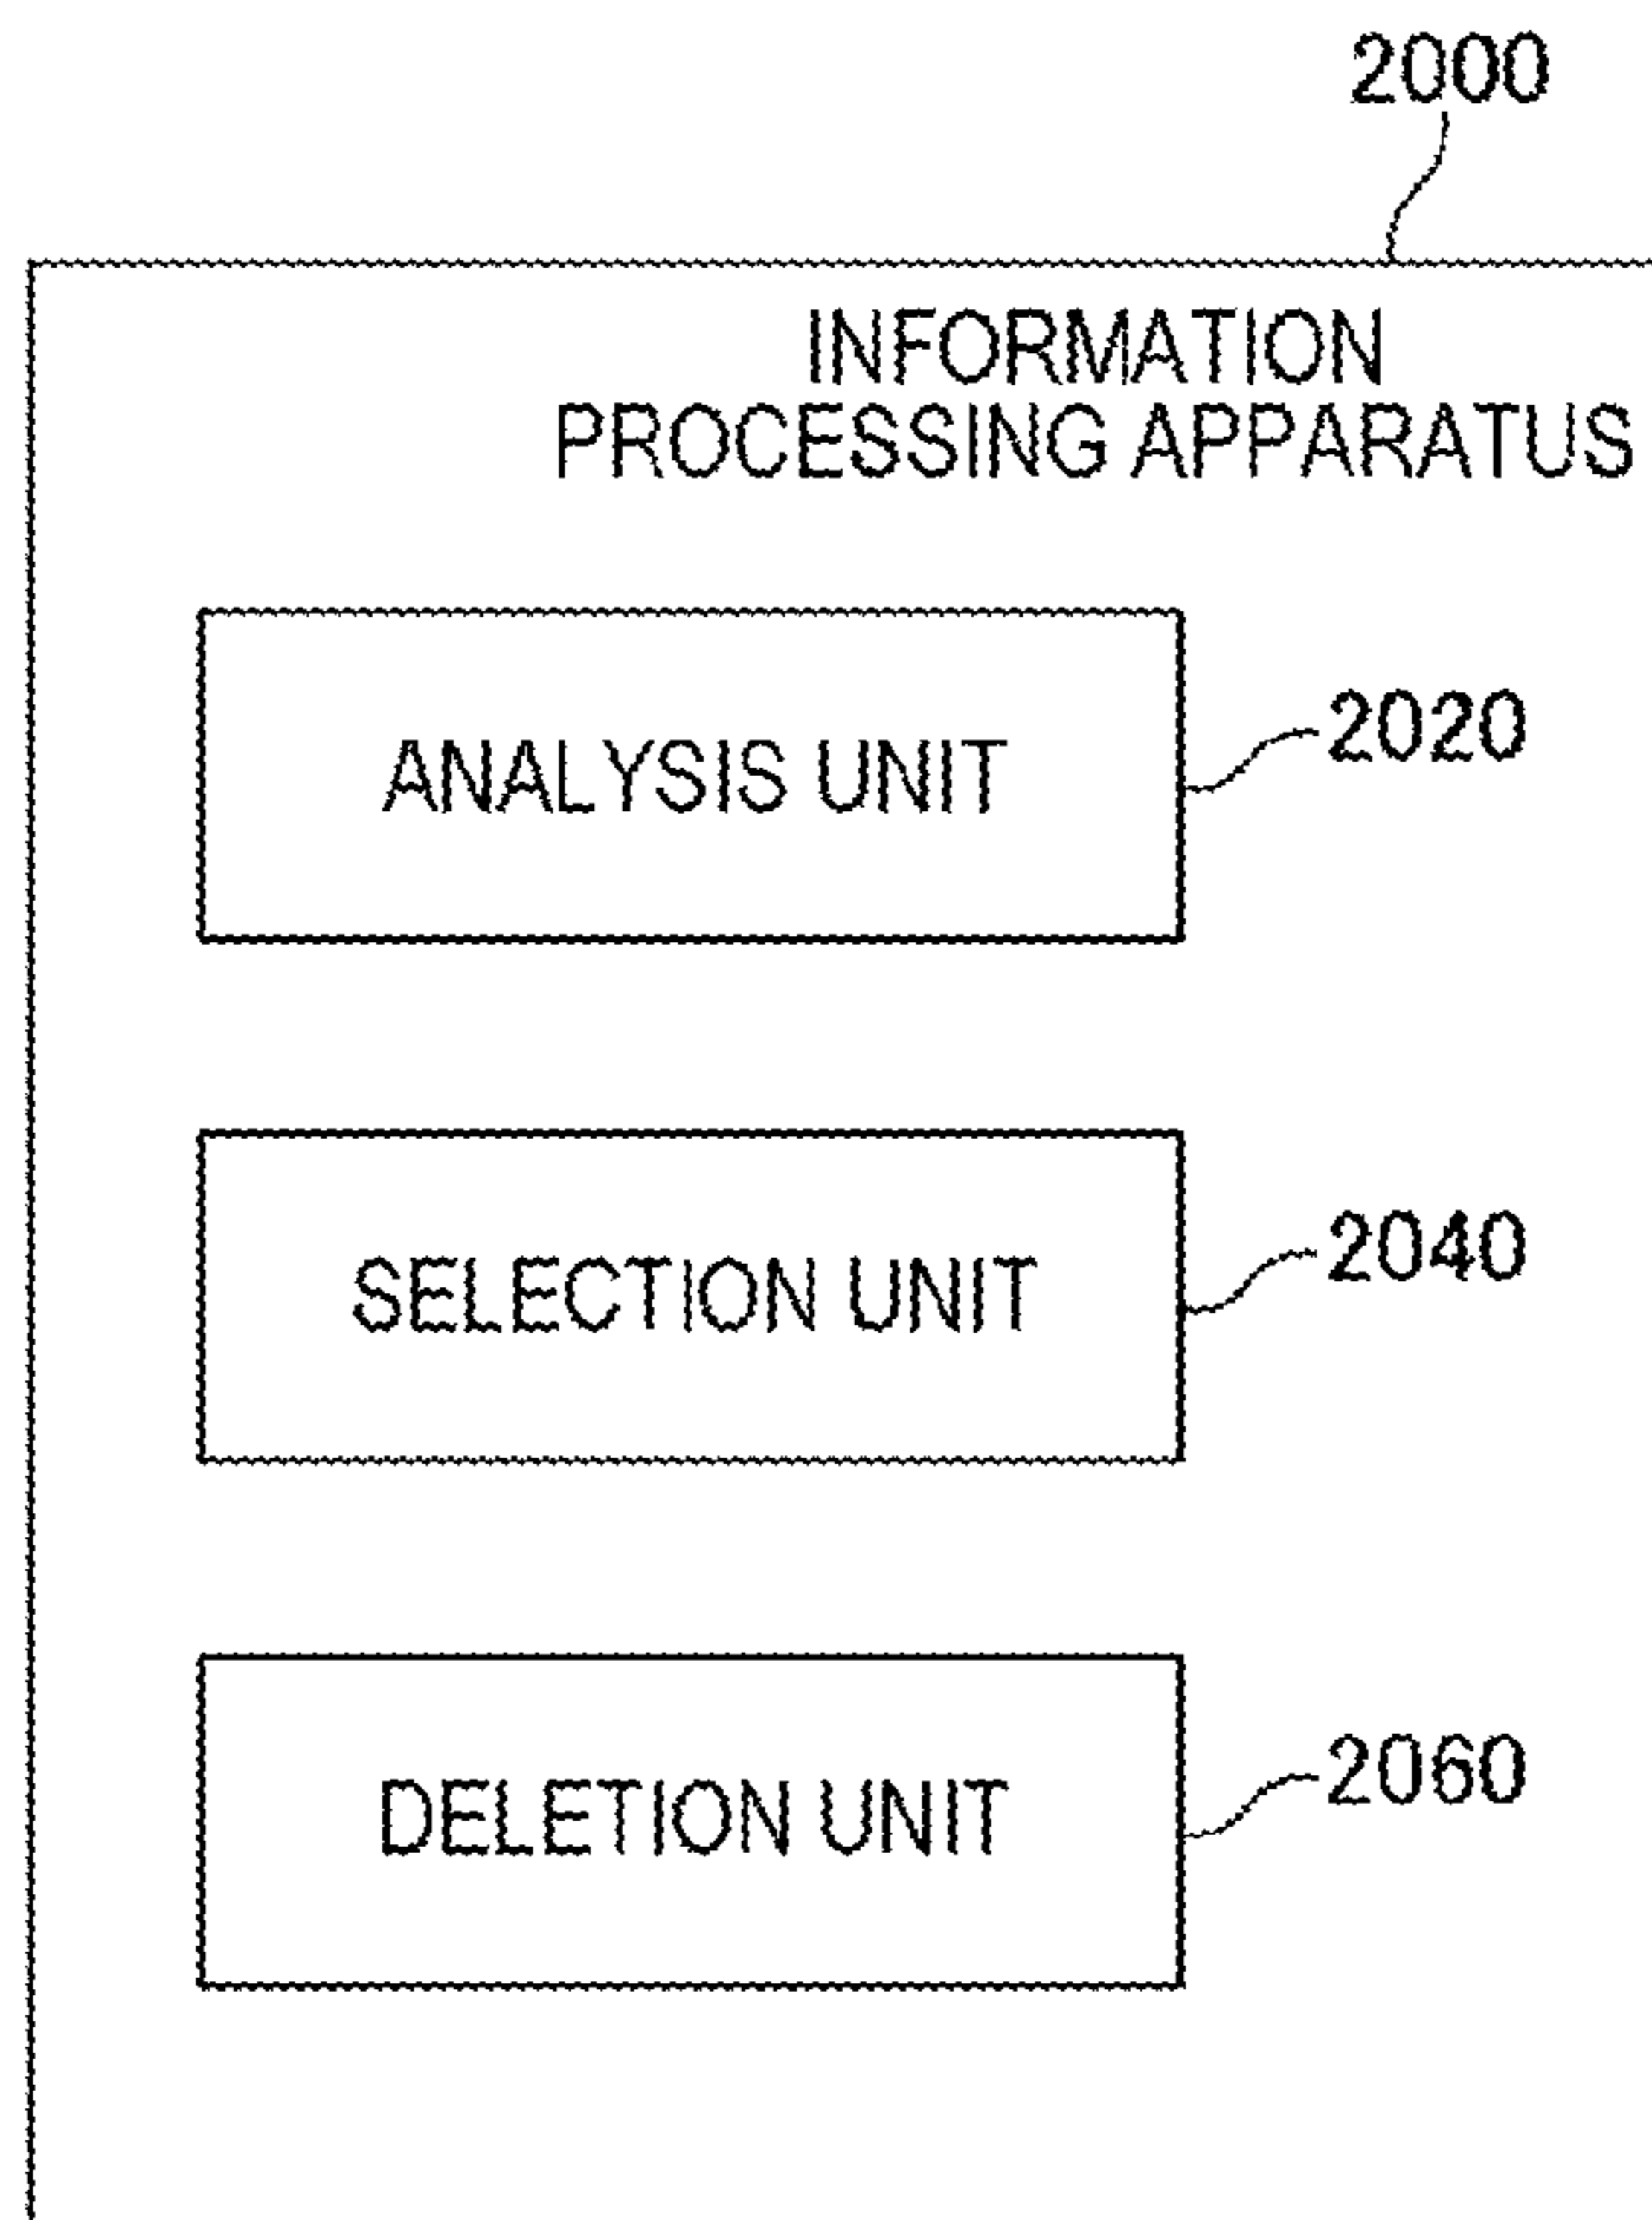 2000
INFORMATION
PROCESSING APPARATUS
ANALYSIS UNIT
2020
SELECTION UNIT
2040
DELETION UNIT
2060